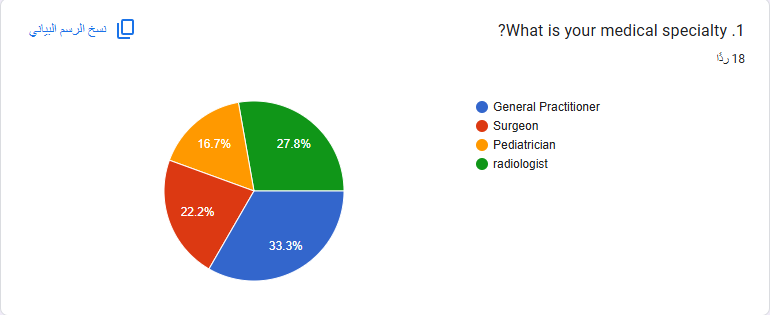 ?What is your medical specialty .1
18 ردًا
نسخ الرسم البياني
General Practitioner
Surgeon
Pediatrician
radiologist
27.8%
16.7%
22.2%
33.3%